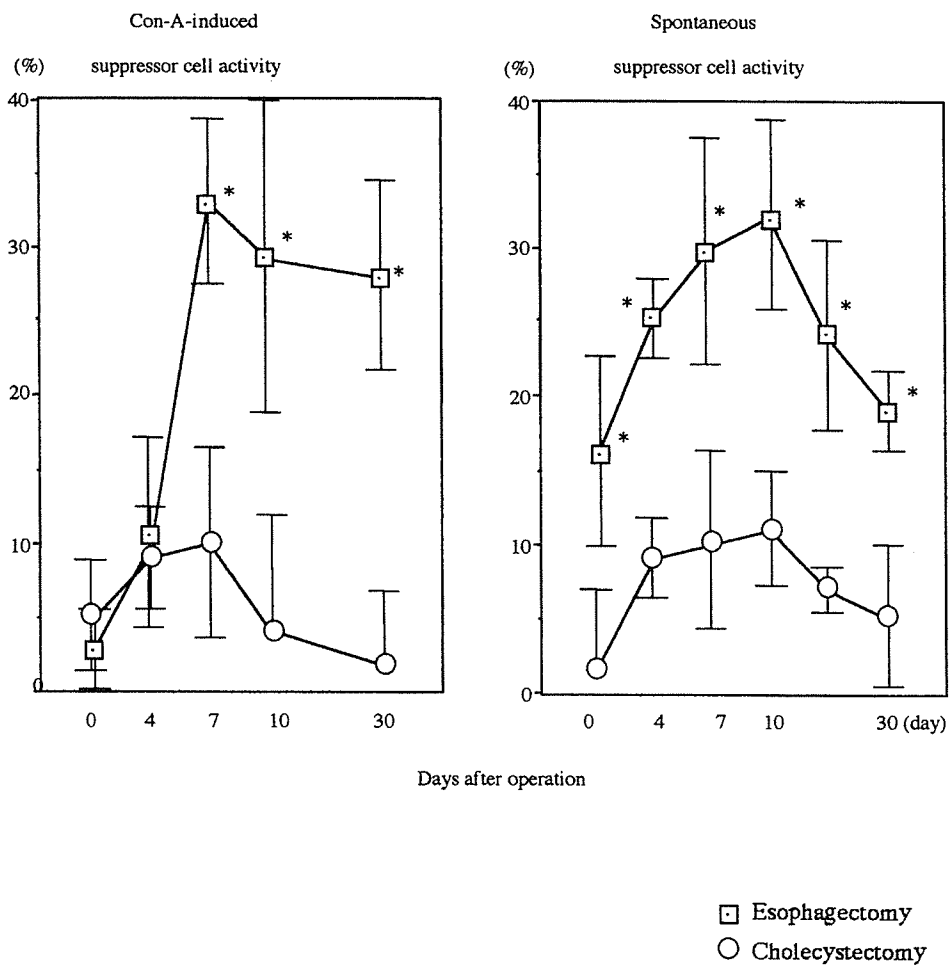 Con-A-induced
suppressor cell activity
(%)
40
30
20
10
0
*
*
*
0 4 7 10 30
Spontaneous
suppressor cell activity
(%)
40
30
20
10
0
*
*
*
*
*
*
0 4 7 10 30 (day)
Days after operation
Esophagectomy
Cholecystectomy